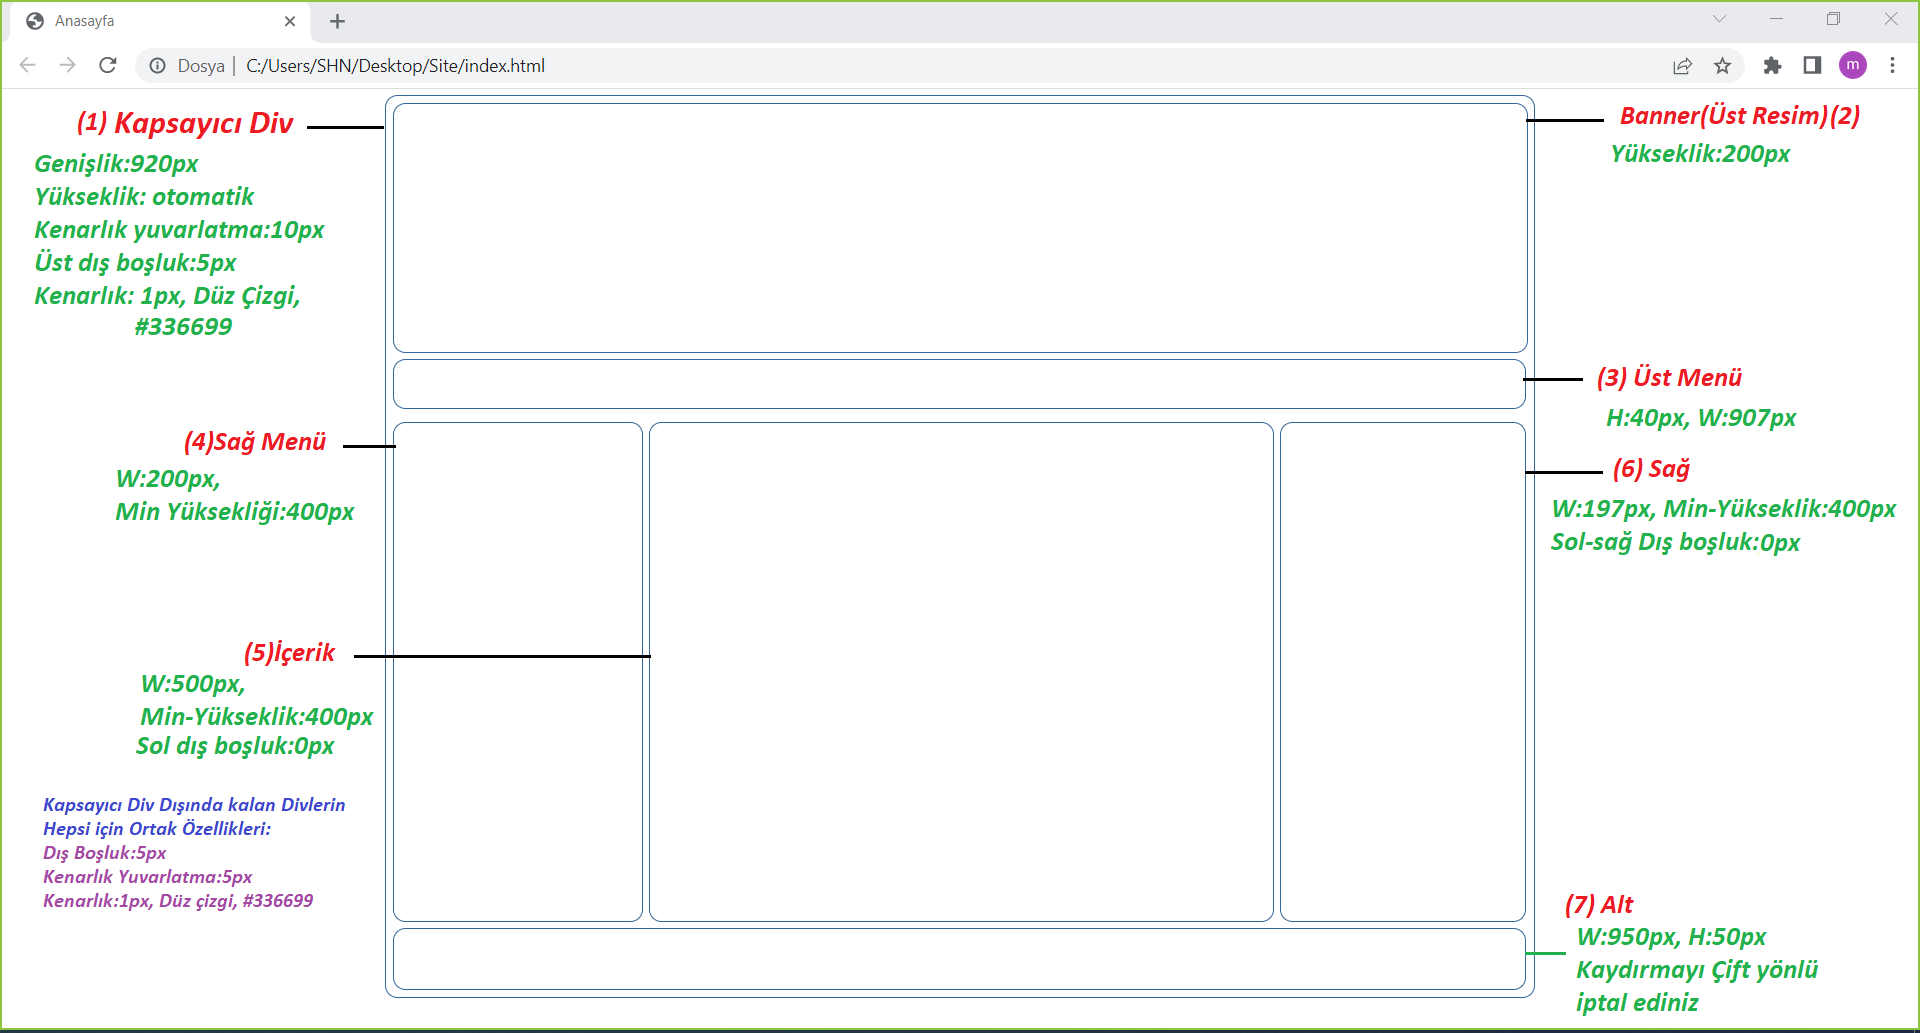 Anasayfa
Dosya | C:/Users/SHN/Desktop/Site/index.html
m
(1) Kapsayıcı Div
Genişlik:920px
Yükseklik: otomatik
Kenarlık yuvarlatma:10px
Üst dış boşluk:5px
Kenarlık: 1px, Düz Çizgi,
#336699
Banner(Üst Resim)(2)
Yükseklik:200px
(3) Üst Menü
H:40px, W:907px
(4)Sağ Menü
W:200px,
Min Yüksekliği:400px
(6) Sağ
W:197px, Min-Yükseklik:400px
Sol-sağ Dış boşluk:0px
(5)İçerik
W:500px,
Min-Yükseklik:400px
Sol dış boşluk:0px
Kapsayıcı Div Dışında kalan Divlerin
Hepsi için Ortak Özellikleri:
Dış Boşluk:5px
Kenarlık Yuvarlatma:5px
Kenarlık:1px, Düz çizgi, #336699
(7) Alt
W:950px, H:50px
Kaydırmayı Çift yönlü
iptal ediniz